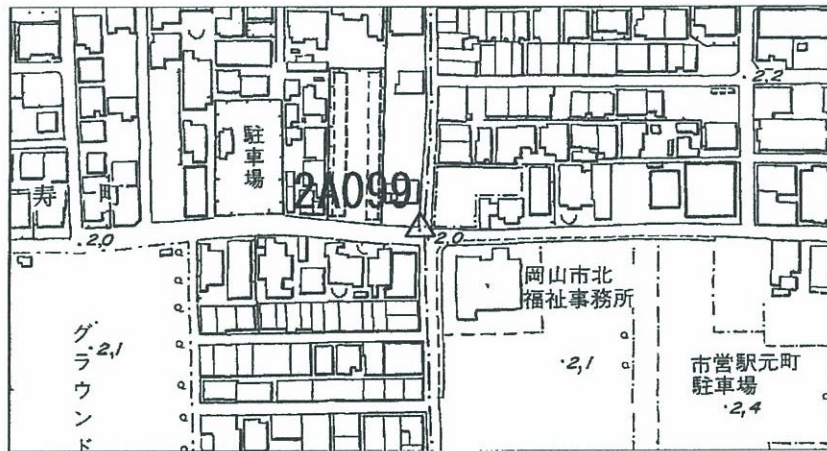 2,2
駐車場
2A099
寿町
2,0
2,0
岡山市北
福祉事務所
グラウンド
2,1
2,1
市営駅元町
駐車場
2,4